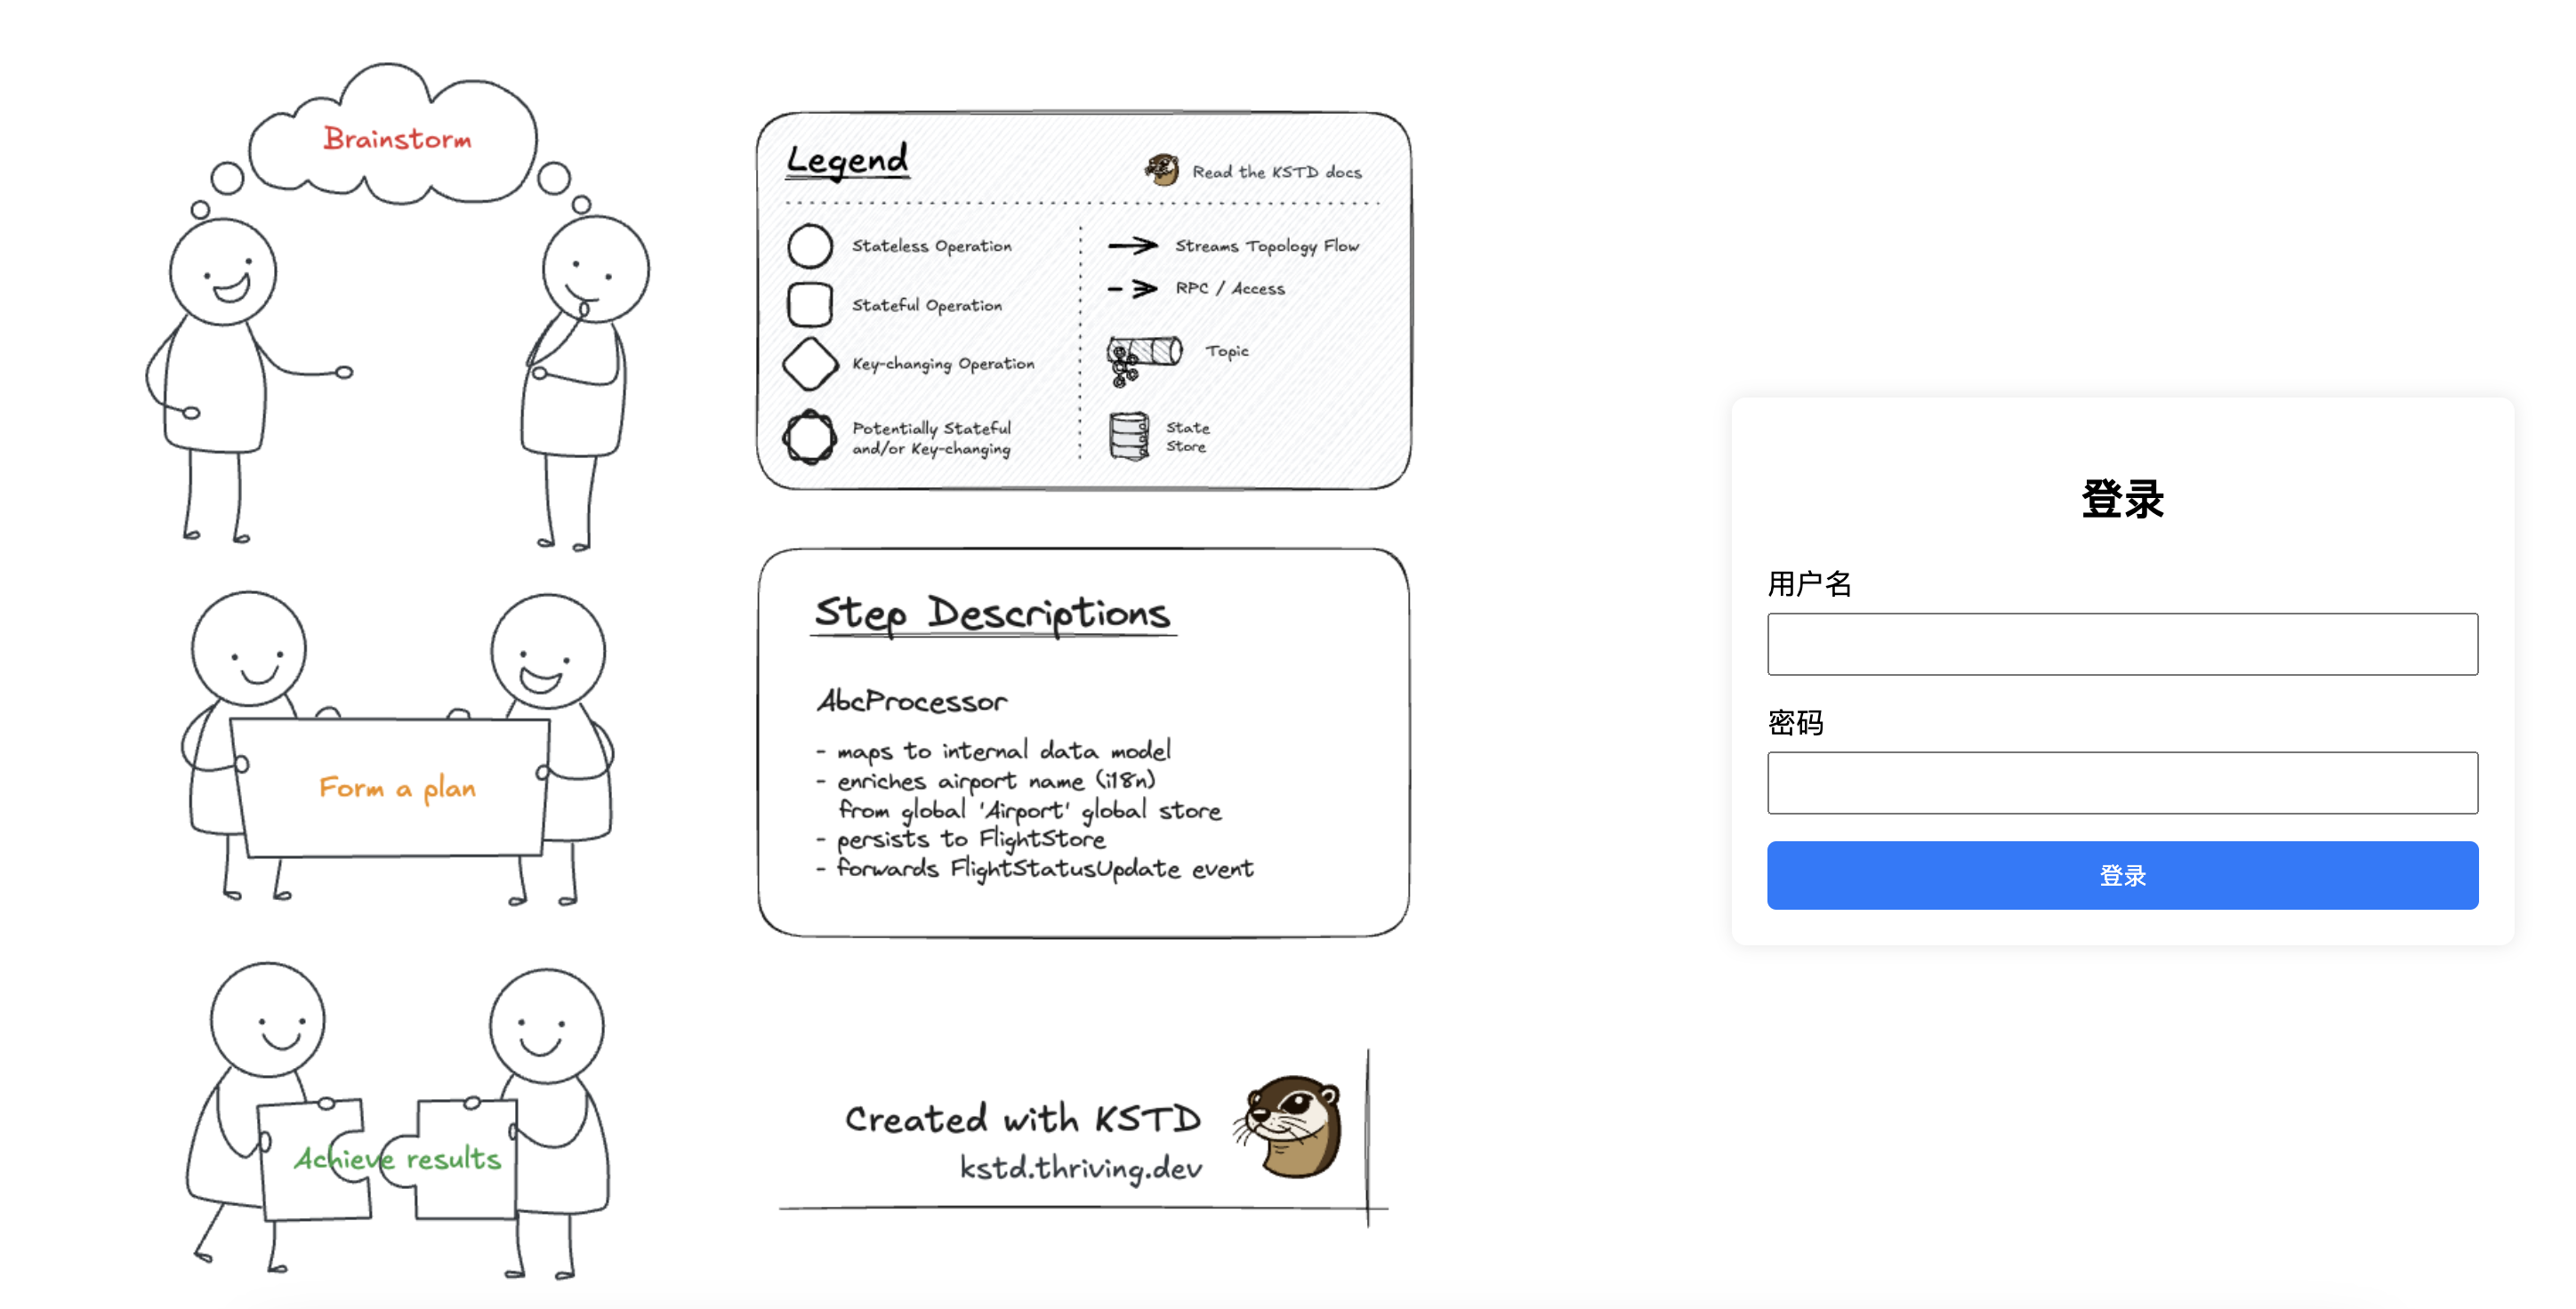 Brainstorm
Form a plan
Achieve results
Legend
Read the KSTD docs
Stateless Operation
Stateful Operation
Key-changing Operation
Potentially Stateful
and/or Key-changing
Streams Topology Flow
RPC / Access
Topic
State
Store
Step Descriptions
AbcProcessor
- maps to internal data model
- enriches airport name (i18n)
from global 'Airport' global store
- persists to FlightStore
- forwards FlightStatusUpdate event
Created with KSTD
kstd.thriving.dev
登录
用户名
密码
登录